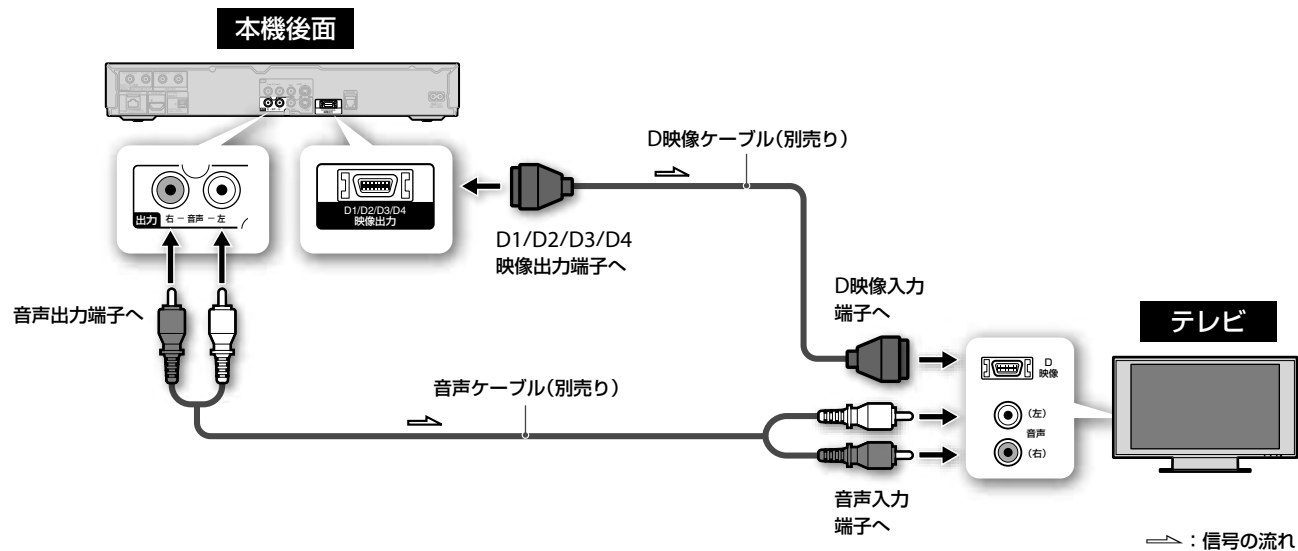 本機後面
D映像ケーブル（別売り）
D1/D2/D3/D4
映像出力
出力 右－音声－左
D1/D2/D3/D4
映像出力端子へ
音声出力端子へ
D映像入力
端子へ
テレビ
D
映像
音声ケーブル（別売り）
（左）
音声
（右）
音声入力
端子へ
：信号の流れ